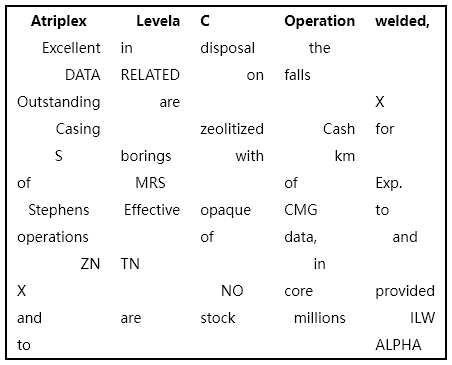 Atriplex Levela C Operation welded,
Excellent in disposal the
DATA RELATED on falls
Outstanding are X
Casing zeolitized Cash for
S borings with km
of MRS of Exp.
Stephens Effective opaque CMG to
operations of data, and
ZN TN in
X NO core provided
and are stock millions ILW
to ALPHA